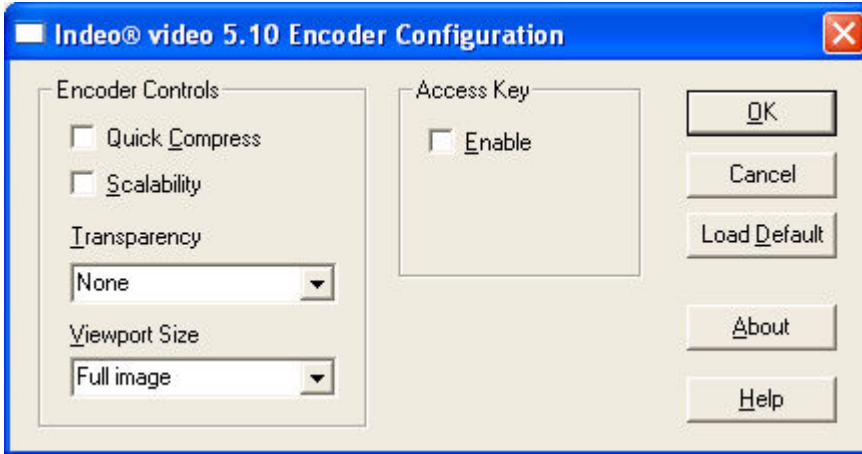 Indeo® video 5.10 Encoder Configuration
Encoder Controls
Quick Compress
Scalability
Transparency
None
Viewport Size
Full image
Access Key
Enable
OK
Cancel
Load Default
About
Help